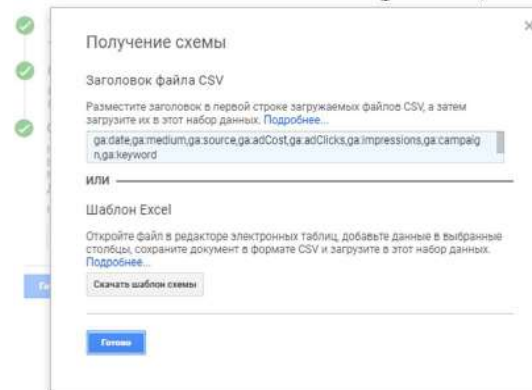 Получение схемы
Заголовок файла CSV
Разместите заголовок в первой строке загружаемых файлов CSV, а затем
загрузите их в этот набор данных. Подробнее...
ga:date,ga:medium,ga:source,ga:adCost,ga:adClicks,ga:impressions,ga:campaig
n,ga:keyword
ИЛИ
Шаблон Excel
Откройте файл в редакторе электронных таблиц, добавьте данные в выбранные
столбцы, сохраните документ в формате CSV и загрузите в этот набор данных.
Подробнее...
Скачать шаблон схемы
Готово